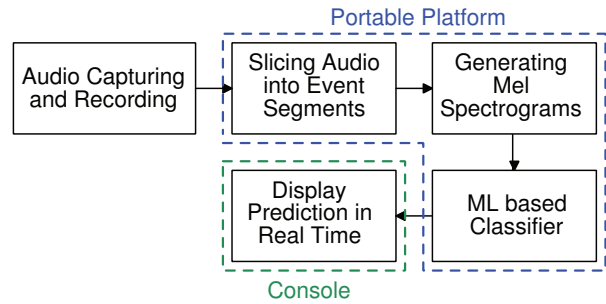 Portable Platform
Audio Capturing
and Recording
Slicing Audio
into Event
Segments
Generating
Mel
Spectrograms
Display
Prediction in
Real Time
ML based
Classifier
Console